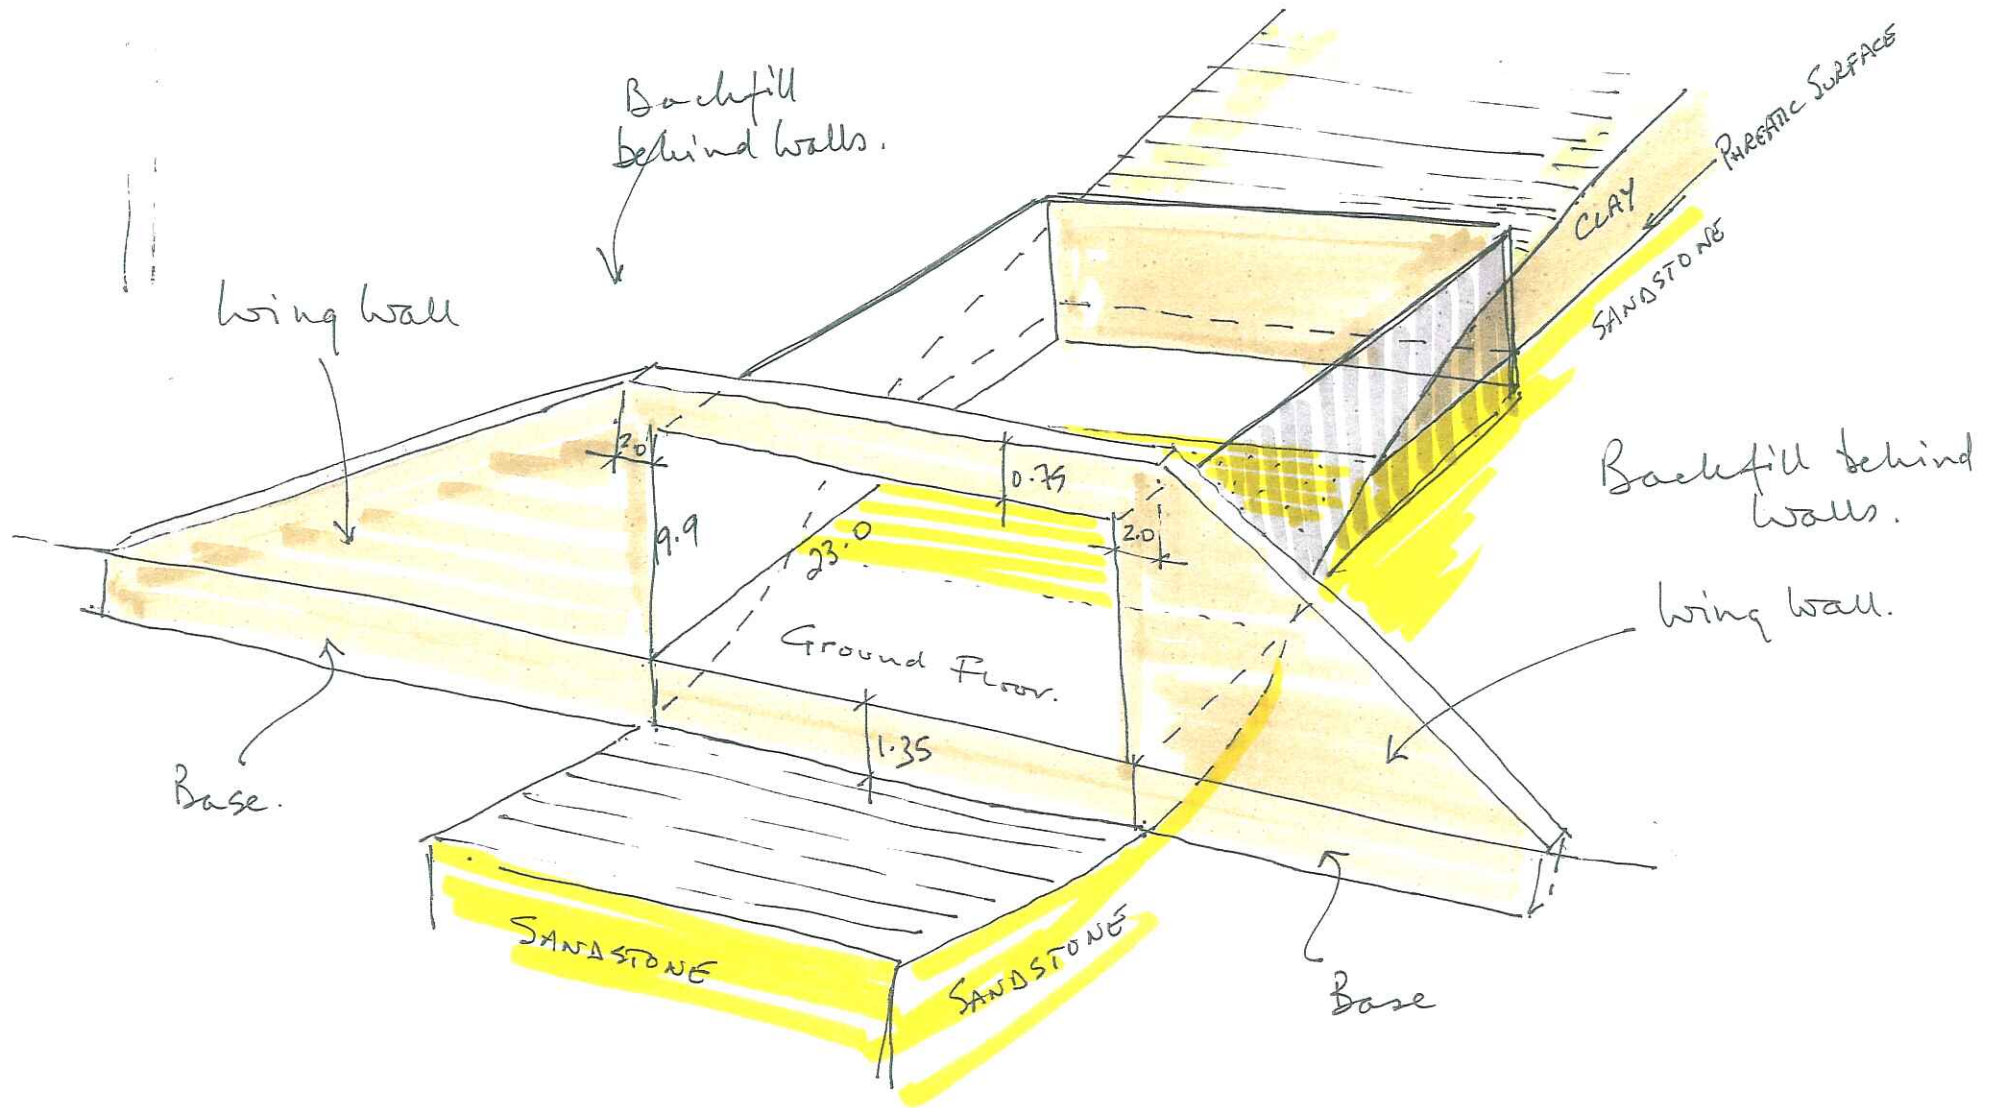 Backfill
behind walls.
PHREATIC SURFACE
CLAY
SANDSTONE
Wing Wall
2.0
0.75
9.9
23.0
2.0
Backfill behind
walls.
Wing Wall.
Ground Floor.
1.35
Base.
SANDSTONE
SANDSTONE
Base